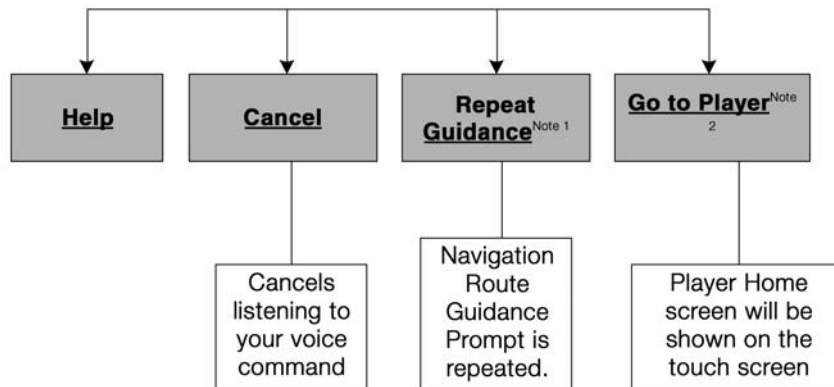 Help
Cancel
Repeat
Guidance Note 1
Go to Player Note
2
Cancels
listening to
your voice
command
Navigation
Route
Guidance
Prompt is
repeated.
Player Home
screen will be
shown on the
touch screen